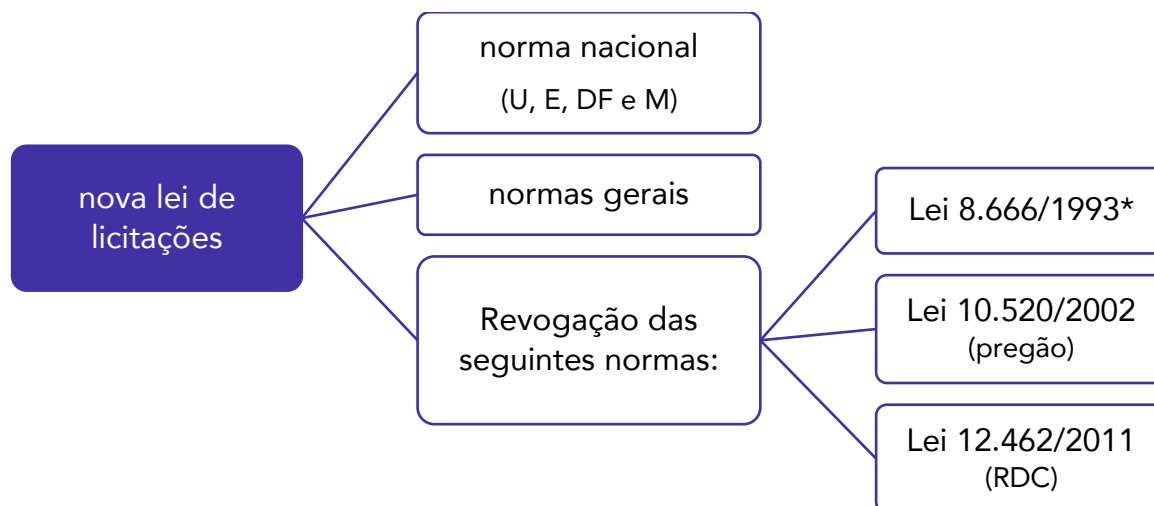 nova lei de
licitações
norma nacional
(U, E, DF e M)
normas gerais
Revogação das
seguintes normas:
Lei 8.666/1993*
Lei 10.520/2002
(pregão)
Lei 12.462/2011
(RDC)